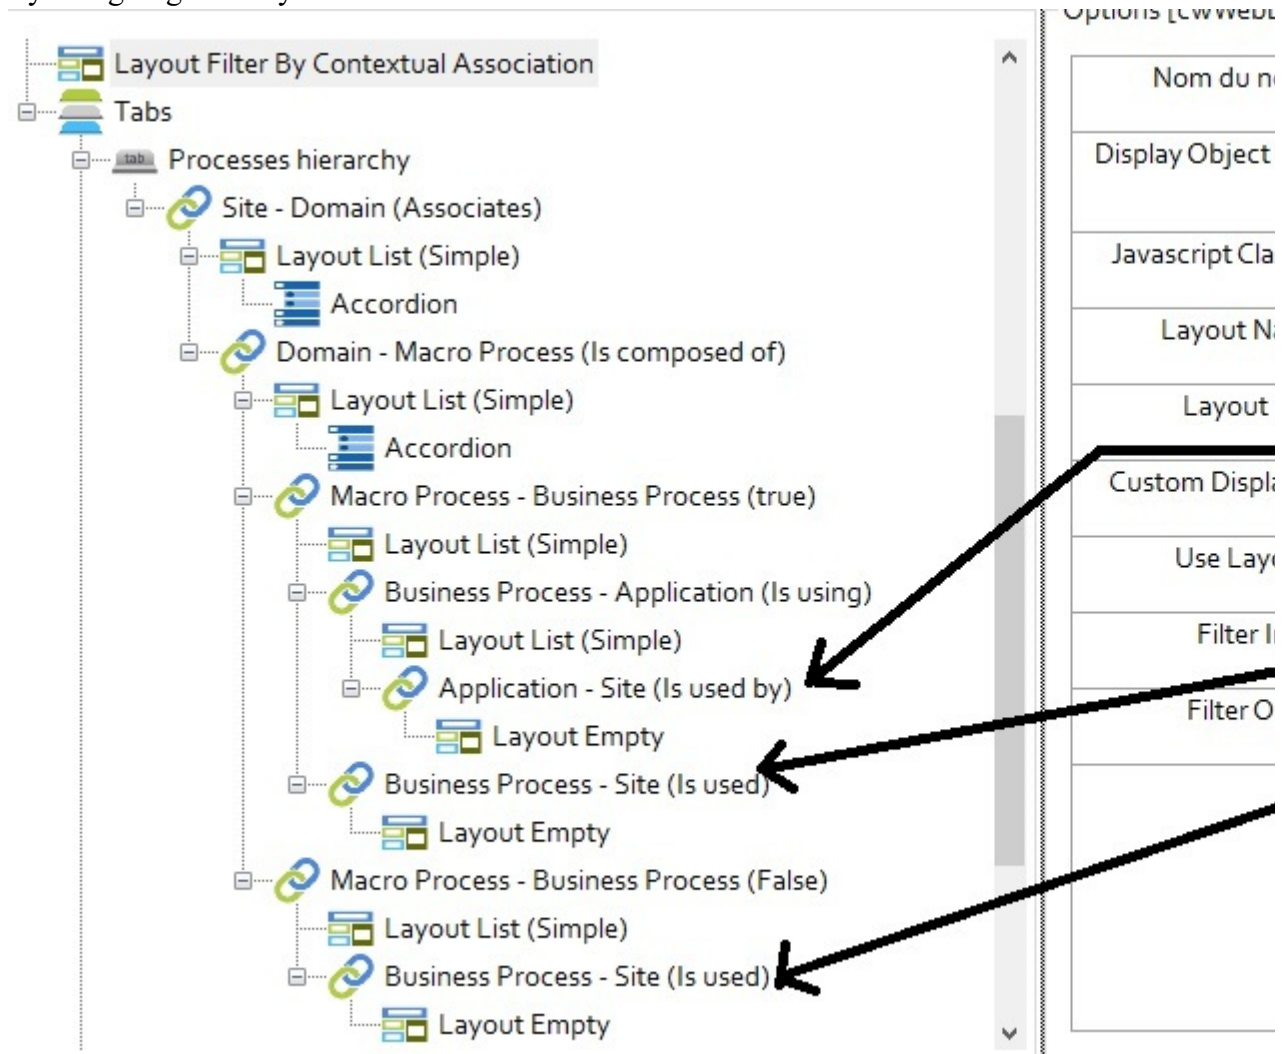 Layout Filter By Contextual Association
Tabs
tab Processes hierarchy
Site - Domain (Associates)
Layout List (Simple)
Accordion
Domain - Macro Process (Is composed of)
Layout List (Simple)
Accordion
Macro Process - Business Process (true)
Layout List (Simple)
Business Process - Application (Is using)
Layout List (Simple)
Application - Site (Is used by)
Layout Empty
Business Process - Site (Is used)
Layout Empty
Macro Process - Business Process (False)
Layout List (Simple)
Business Process - Site (Is used)
Layout Empty
Nom du
Display Object
Javascript
Layout
Layout
Custom
Use
Filter
Filter